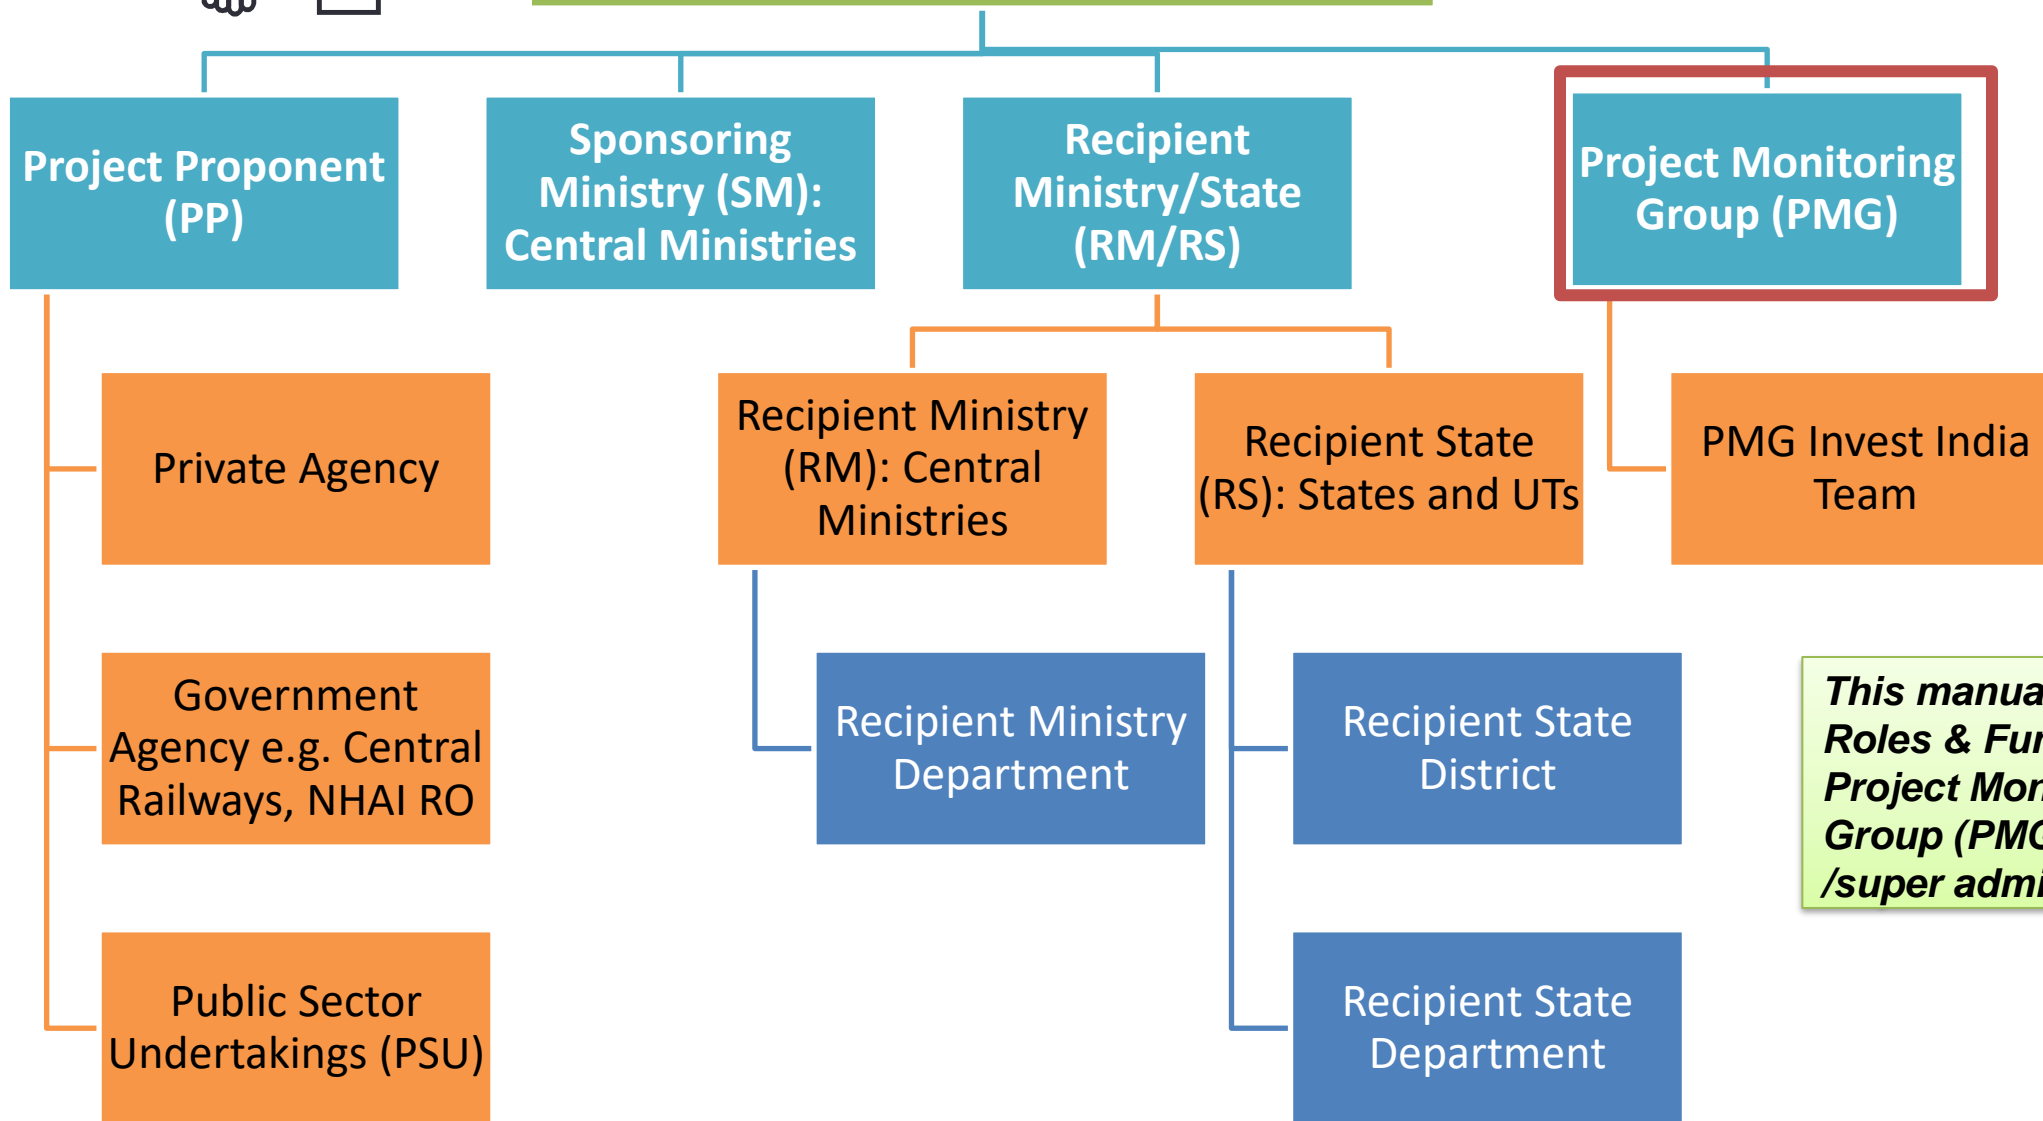 Project Proponent
(PP)
Sponsoring
Ministry (SM):
Central Ministries
Recipient
Ministry/State
(RM/RS)
Project Monitoring
Group (PMG)
Private Agency
Recipient Ministry
(RM): Central
Ministries
Recipient State
(RS): States and UTs
PMG Invest India
Team
Government
Agency e.g. Central
Railways, NHAI RO
Recipient Ministry
Department
Recipient State
District
This
Roles &
Project
Group
/super
Public Sector
Undertakings (PSU)
Recipient State
Department